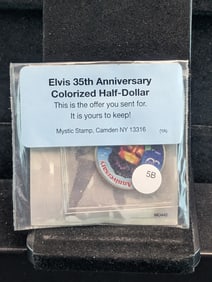 Elvis 35th Anniversary
Colorized Half-Dollar
This is the offer you sent for.
It is yours to keep!
Mystic Stamp, Camden NY 13316
Anniversary
5B